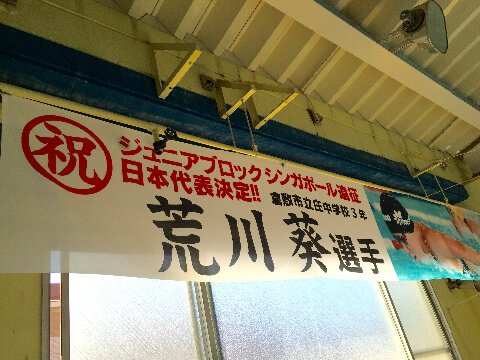 祝
ジュニアブロックシンガポール遠征
日本代表決定!!
倉敷市立庄中学校3年
荒川 葵選手